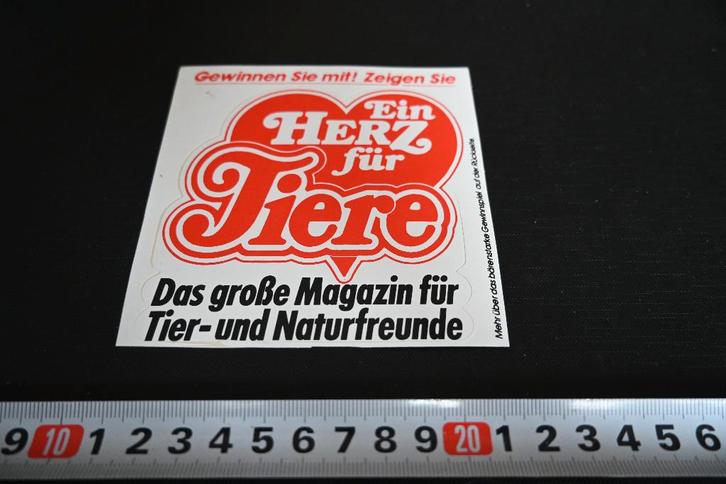 Gewinnen Sie mit! Zeigen Sie
Ein
HERZ
für
Tiere
Das große Magazin für
Tier- und Naturfreunde
Mehr über das bärenstarke Gewinnspiel auf der Rückseite
9 10 1 2 3 4 5 6 7 8 9 20 1 2 3 4 5 6